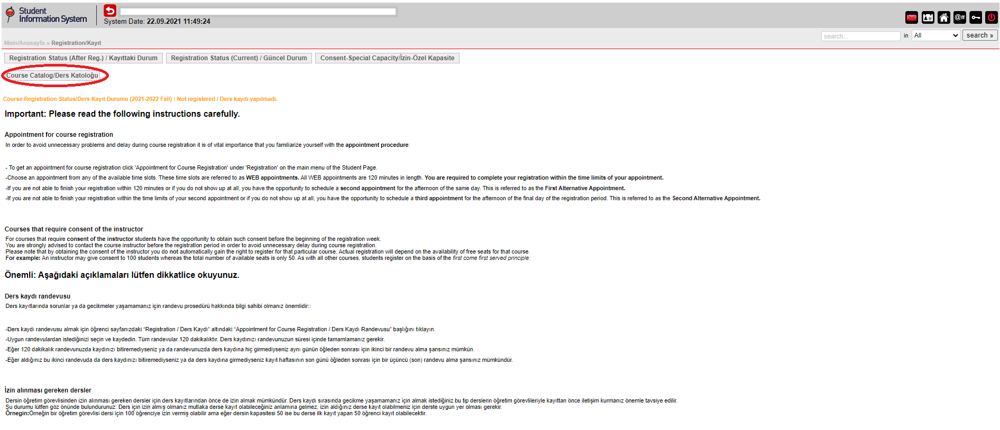 Student
Information System
System Date: 22.09.2021 11:49:24
@IT
Main/Anasayfa » Registration/Kayıt
search... in All search »
Registration Status (After Reg.) / Kayıttaki Durum Registration Status (Current) / Güncel Durum Consent-Special Capacity/İzin-Özel Kapasite
Course Catalog/Ders Katoloğu
Course Registration Status/Ders Kayıt Durumu (2021-2022 Fall) : Not registered / Ders kaydı yapılmadı.
Important: Please read the following instructions carefully.
Appointment for course registration
In order to avoid unnecessary problems and delay during course registration it is of vital importance that you familiarize yourself with the appointment procedure:
- To get an appointment for course registration click 'Appointment for Course Registration' under 'Registration' on the main menu of the Student Page.
-Choose an appointment from any of the available time slots. These time slots are referred to as WEB appointments. All WEB appointments are 120 minutes in length. You are required to complete your registration within the time limits of your appointment.
-If you are not able to finish your registration within 120 minutes or if you do not show up at all, you have the opportunity to schedule a second appointment for the afternoon of the same day. This is referred to as the First Alternative Appointment.
-If you are not able to finish your registration within the time limits of your second appointment or if you do not show up at all, you have the opportunity to schedule a third appointment for the afternoon of the final day of the registration period. This is referred to as the Second Alternative Appointment.
Courses that require consent of the instructor
For courses that require consent of the instructor students have the opportunity to obtain such consent before the beginning of the registration week.
You are strongly advised to contact the course instructor before the registration period in order to avoid unnecessary delay during course registration.
Please note that by obtaining the consent of the instructor you do not automatically gain the right to register for that particular course. Actual registration will depend on the availability of free seats for that course.
For example: An instructor may give consent to 100 students whereas the total number of available seats is only 50. As with all other courses, students register on the basis of the first come first served principle.
Önemli: Aşağıdaki açıklamaları lütfen dikkatlice okuyunuz.
Ders kaydı randevusu
Ders kayıtlarında sorunlar ya da gecikmeler yaşamamanız için randevu prosedürü hakkında bilgi sahibi olmanız önemlidir::
-Ders kaydı randevusu almak için öğrenci sayfanızdaki “Registration / Ders Kaydı” altındaki “Appointment for Course Registration / Ders Kaydı Randevusu” başlığını tıklayın.
-Uygun randevulardan istediğinizi seçin ve kaydedin. Tüm randevular 120 dakikalıktır. Ders kaydınızı randevunuzun süresi içinde tamamlamanız gerekir.
-Eğer 120 dakikalık randevunuzda kaydınızı bitiremediyseniz ya da randevunuzda ders kaydına hiç girmediyseniz aynı günün öğleden sonrası için ikinci bir randevu alma şansınız mümkün.
-Eğer aldığınız bu ikinci randevuda da ders kaydınızı bitiremediyseniz ya da ders kaydına girmediyseniz kayıt haftasının son günü öğleden sonrası için bir üçüncü (son) randevu alma şansınız mümkündür.
İzin alınması gereken dersler
Dersin öğretim görevlisinden izin alınması gereken dersler için ders kayıtlarından önce de izin almak mümkündür. Ders kaydı sırasında gecikme yaşamamanız için almak istediğiniz bu tip derslerin öğretim görevlileriyle kayıttan önce iletişim kurmanız önemle tavsiye edilir.
Şu durumu lütfen göz önünde bulundurunuz: Ders için izin almış olmanız mutlaka derse kayıt olabileceğiniz anlamına gelmez, izin aldığınız derse kayıt olabilmeniz için derste uygun yer olması gerekir.
Örnegin:Örneğin bir öğretim görevlisi dersi için 100 öğrenciye izin vermiş olabilir ama eğer dersin kapasitesi 50 ise bu derse ilk kayıt yapan 50 öğrenci kayıt olabilecektir.